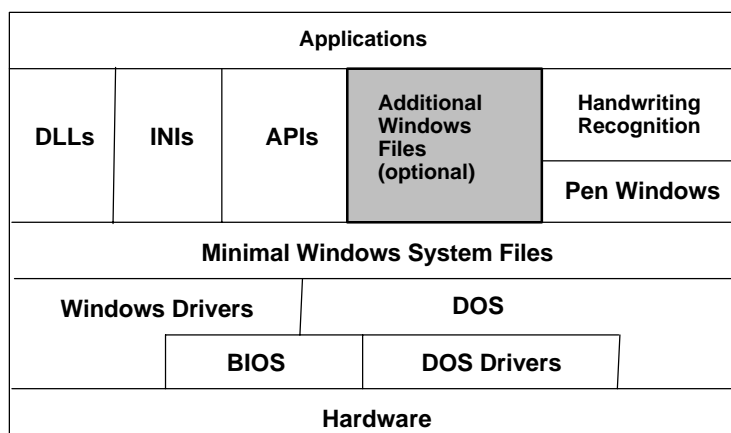 Applications
DLLs
INIs
APIs
Additional
Windows
Files
(optional)
Handwriting
Recognition
Pen Windows
Minimal Windows System Files
Windows Drivers
DOS
BIOS
DOS Drivers
Hardware